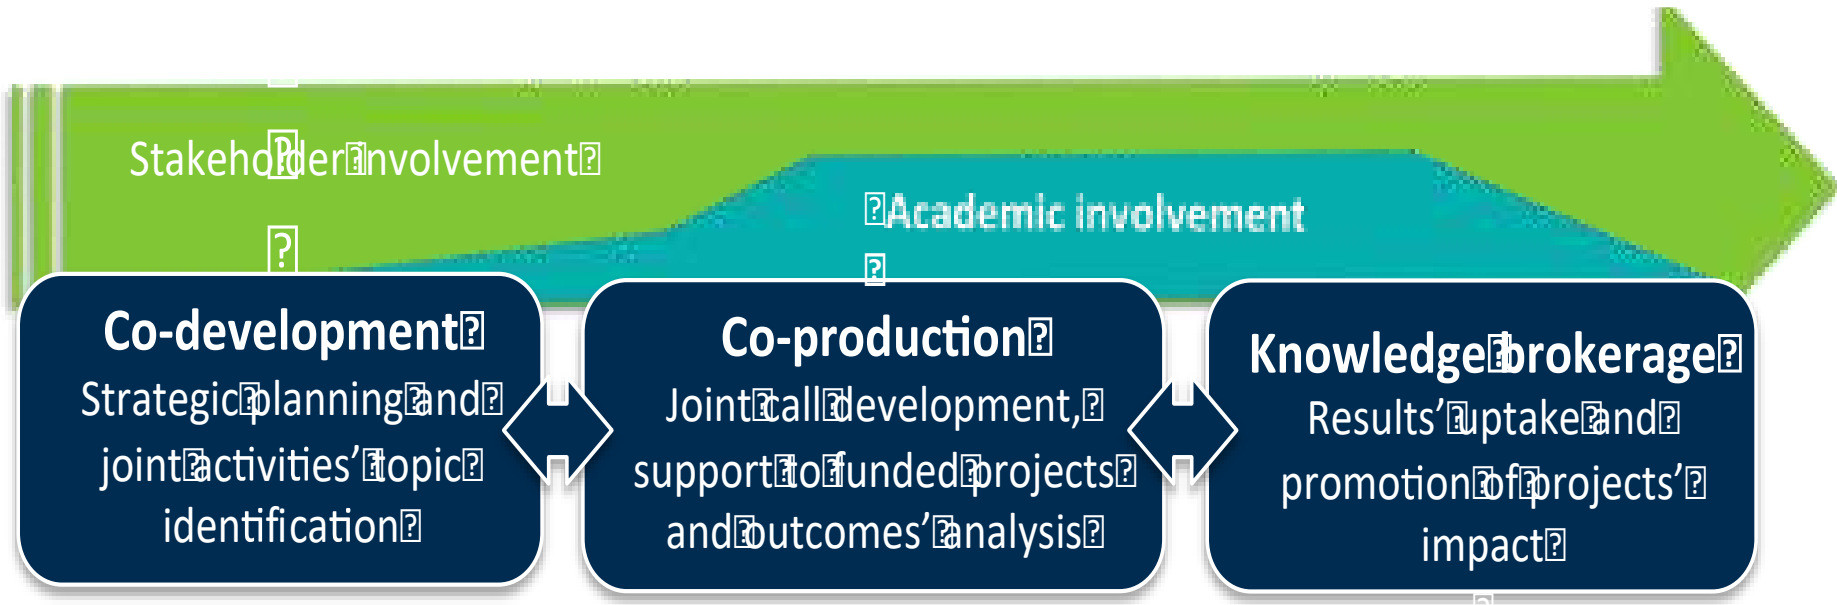 Stakeholder involvement
Academic involvement
Co-development
Strategic planning and
joint activities’ topic
identification
Co-production
Joint call development,
support to funded projects
and outcomes’ analysis
Knowledge brokerage
Results’ uptake and
promotion of projects’
impact